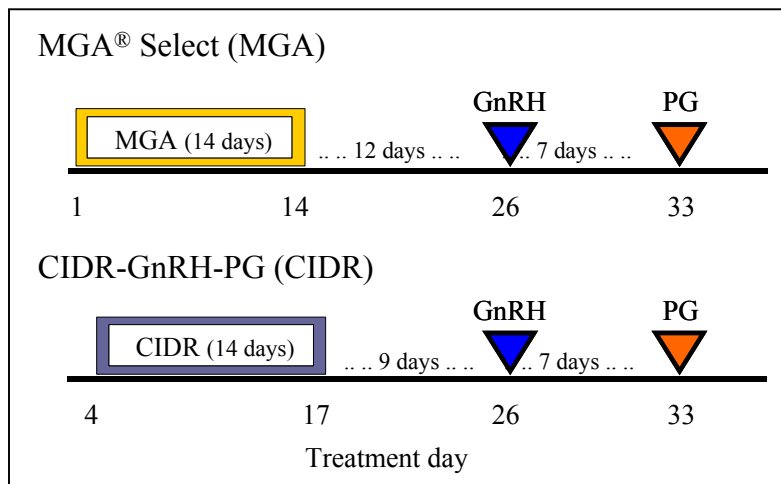 MGA® Select (MGA)
GnRH PG
MGA (14 days) .. .. 12 days .. .. .. .. 7 days .. ..
1 14 26 33
CIDR-GnRH-PG (CIDR)
GnRH PG
CIDR (14 days) .. .. 9 days .. .. .. .. 7 days .. ..
4 17 26 33
Treatment day